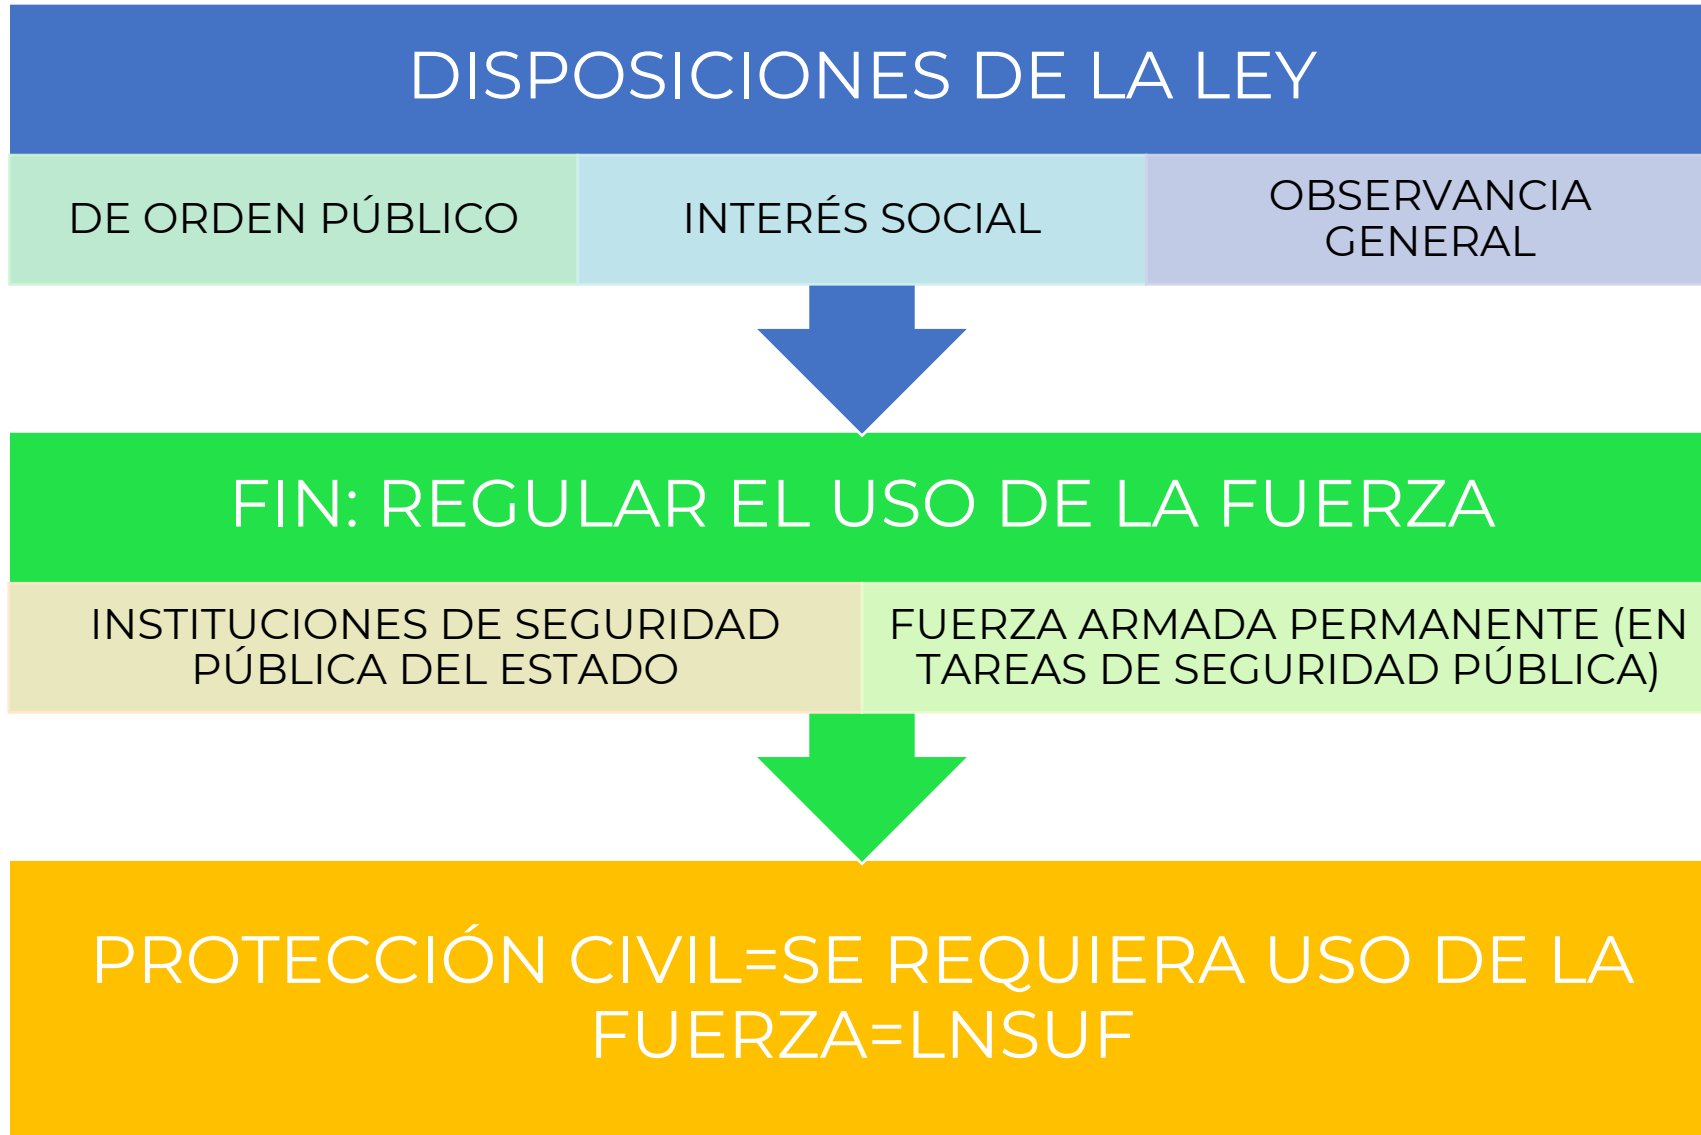 DISPOSICIONES DE LA LEY
DE ORDEN PÚBLICO
INTERÉS SOCIAL
OBSERVANCIA
GENERAL
FIN: REGULAR EL USO DE LA FUERZA
INSTITUCIONES DE SEGURIDAD
PÚBLICA DEL ESTADO
FUERZA ARMADA PERMANENTE (EN
TAREAS DE SEGURIDAD PÚBLICA)
PROTECCIÓN CIVIL=SE REQUIERA USO DE LA
FUERZA=LNSUF